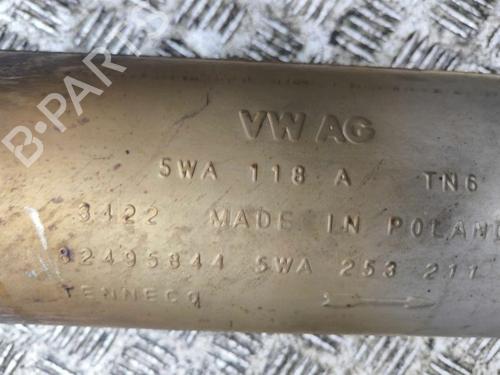 B-PARTS
VW AG
5WA 118 A TN6
3422 MADE IN POLAND
82495844 5WA 253 211
TENNECO